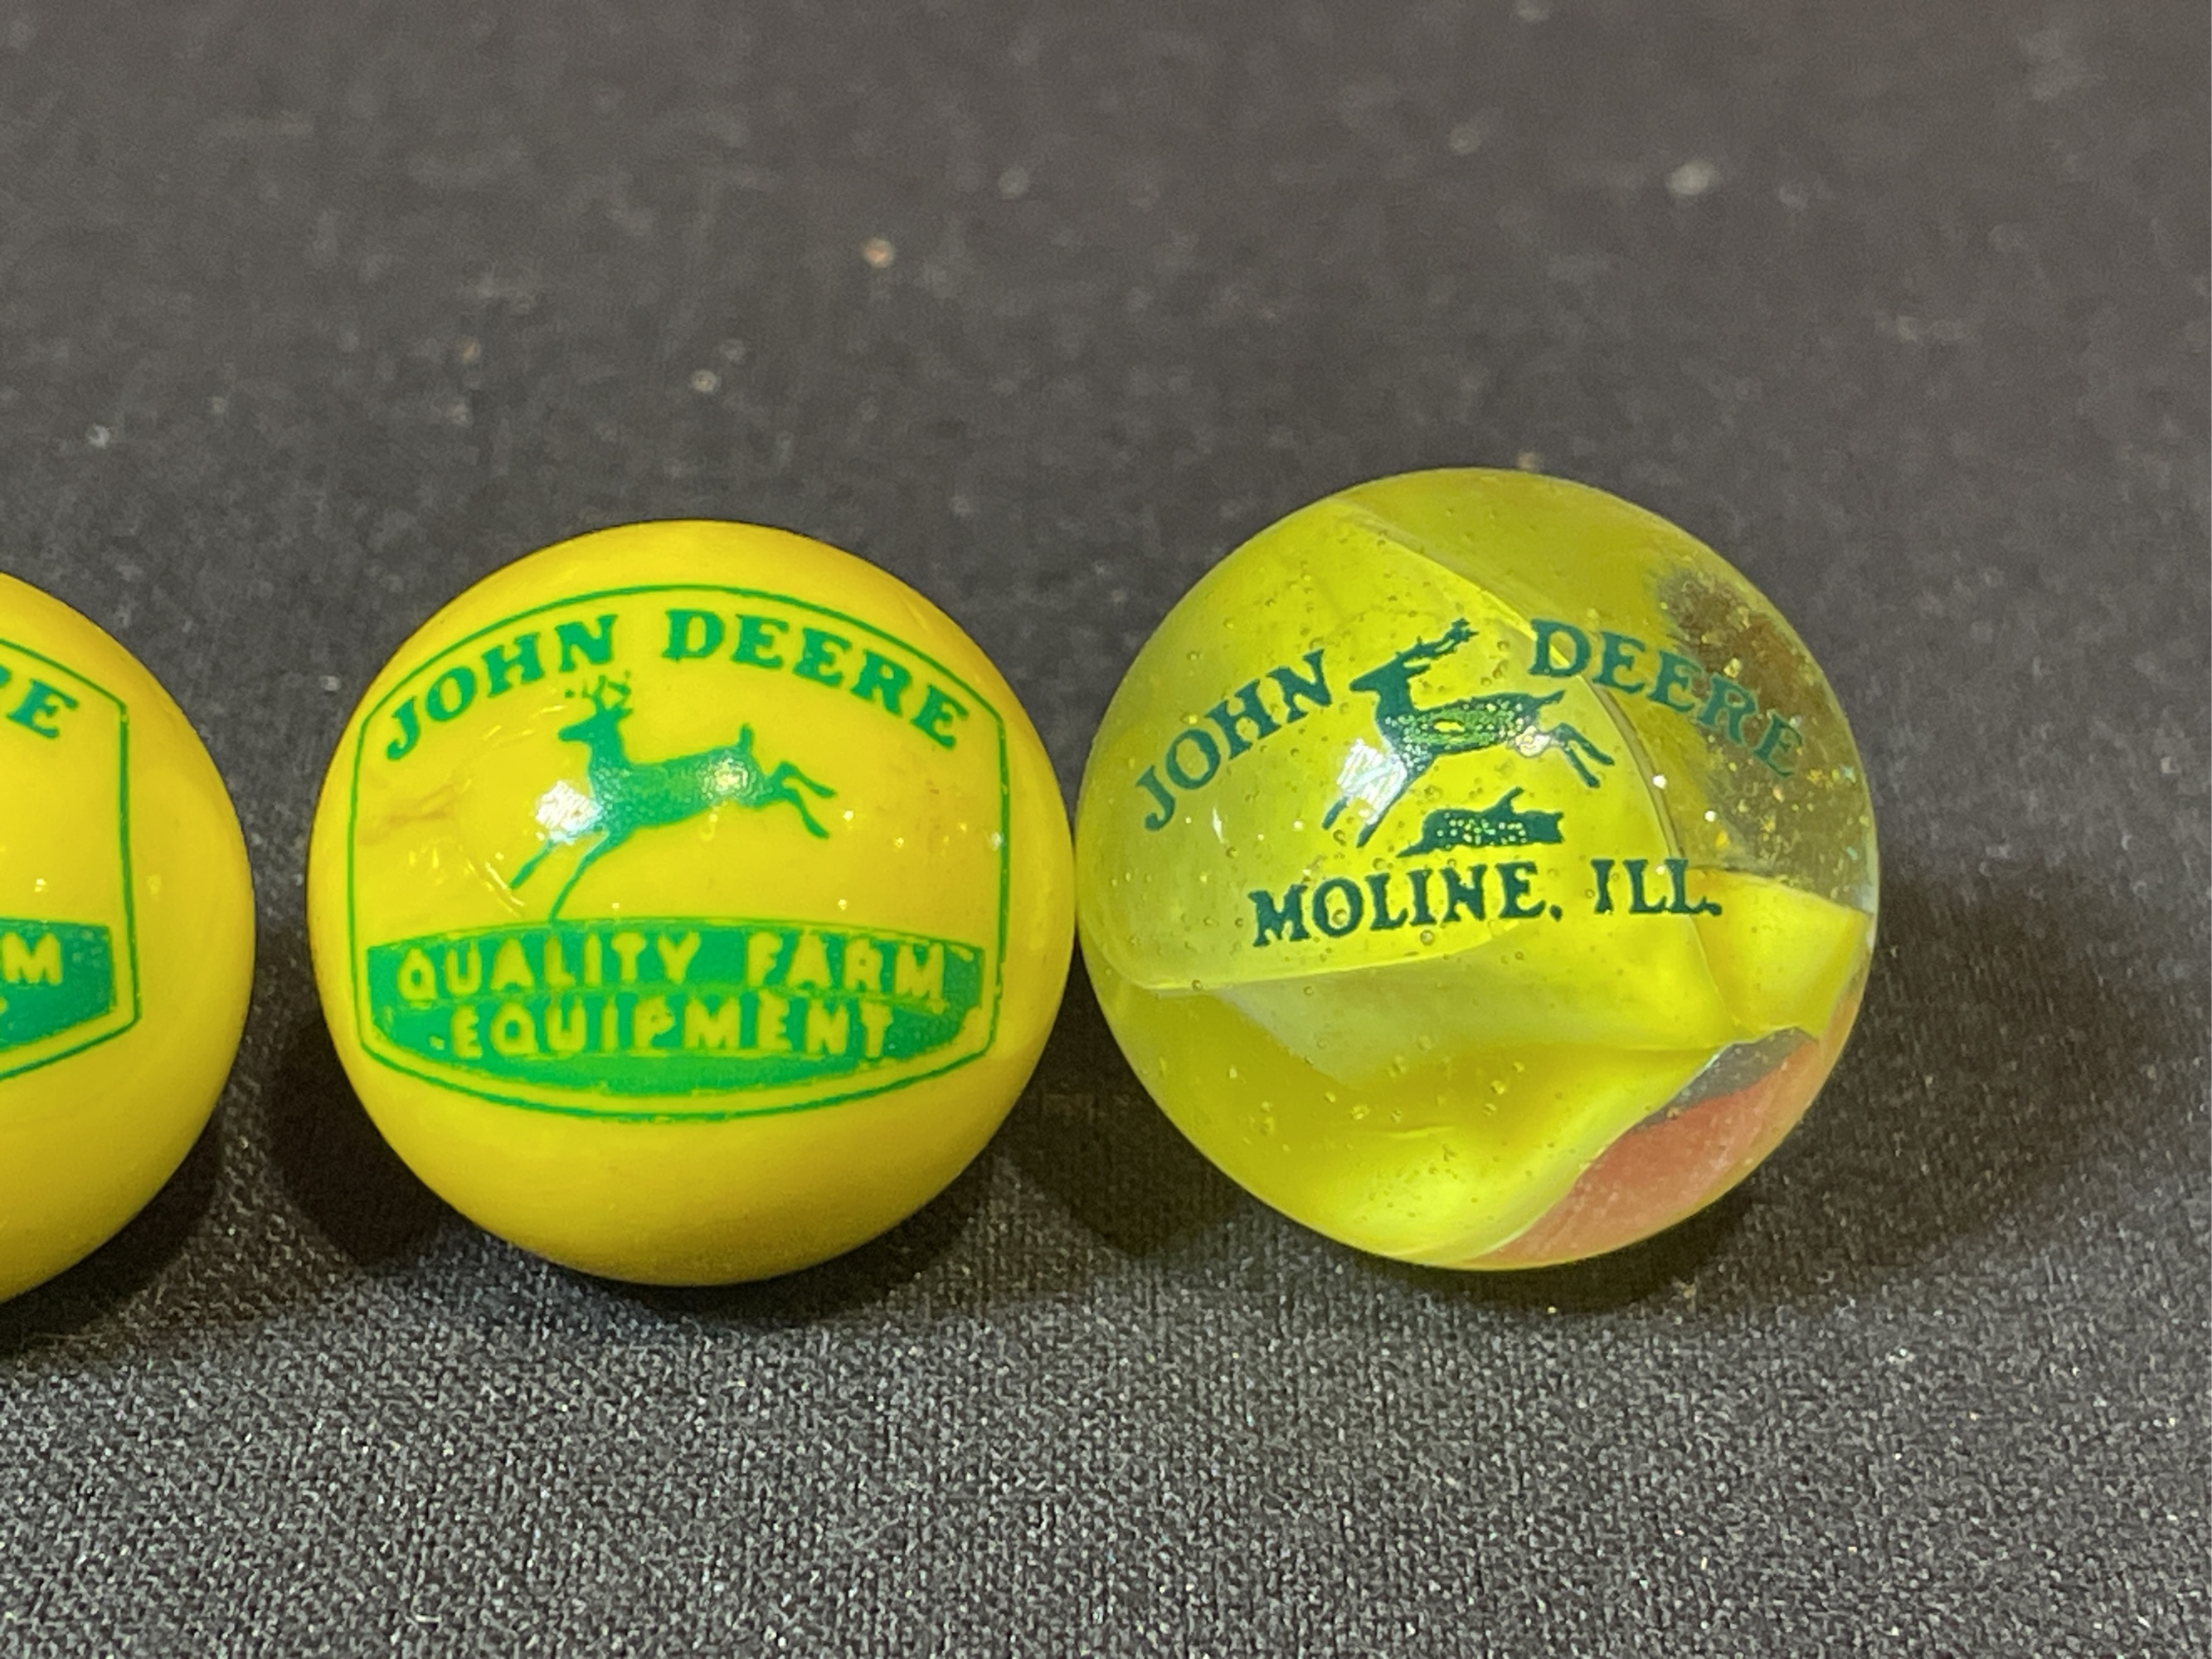 JOHN DEERE
QUALITY FARM
EQUIPMENT
JOHN DEERE
MOLINE, ILL.